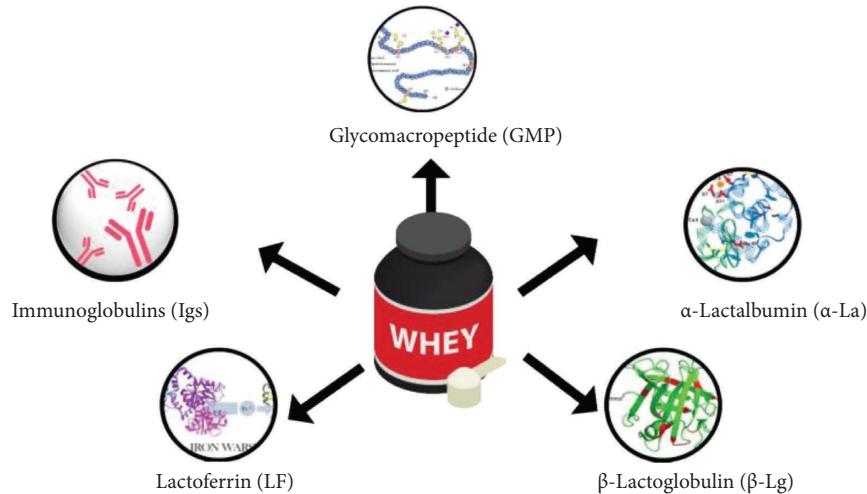 Glycomacropeptide (GMP)
Immunoglobulins (Igs)
α-Lactalbumin (α-La)
WHEY
IRON WARS
Lactoferrin (LF)
β-Lactoglobulin (β-Lg)